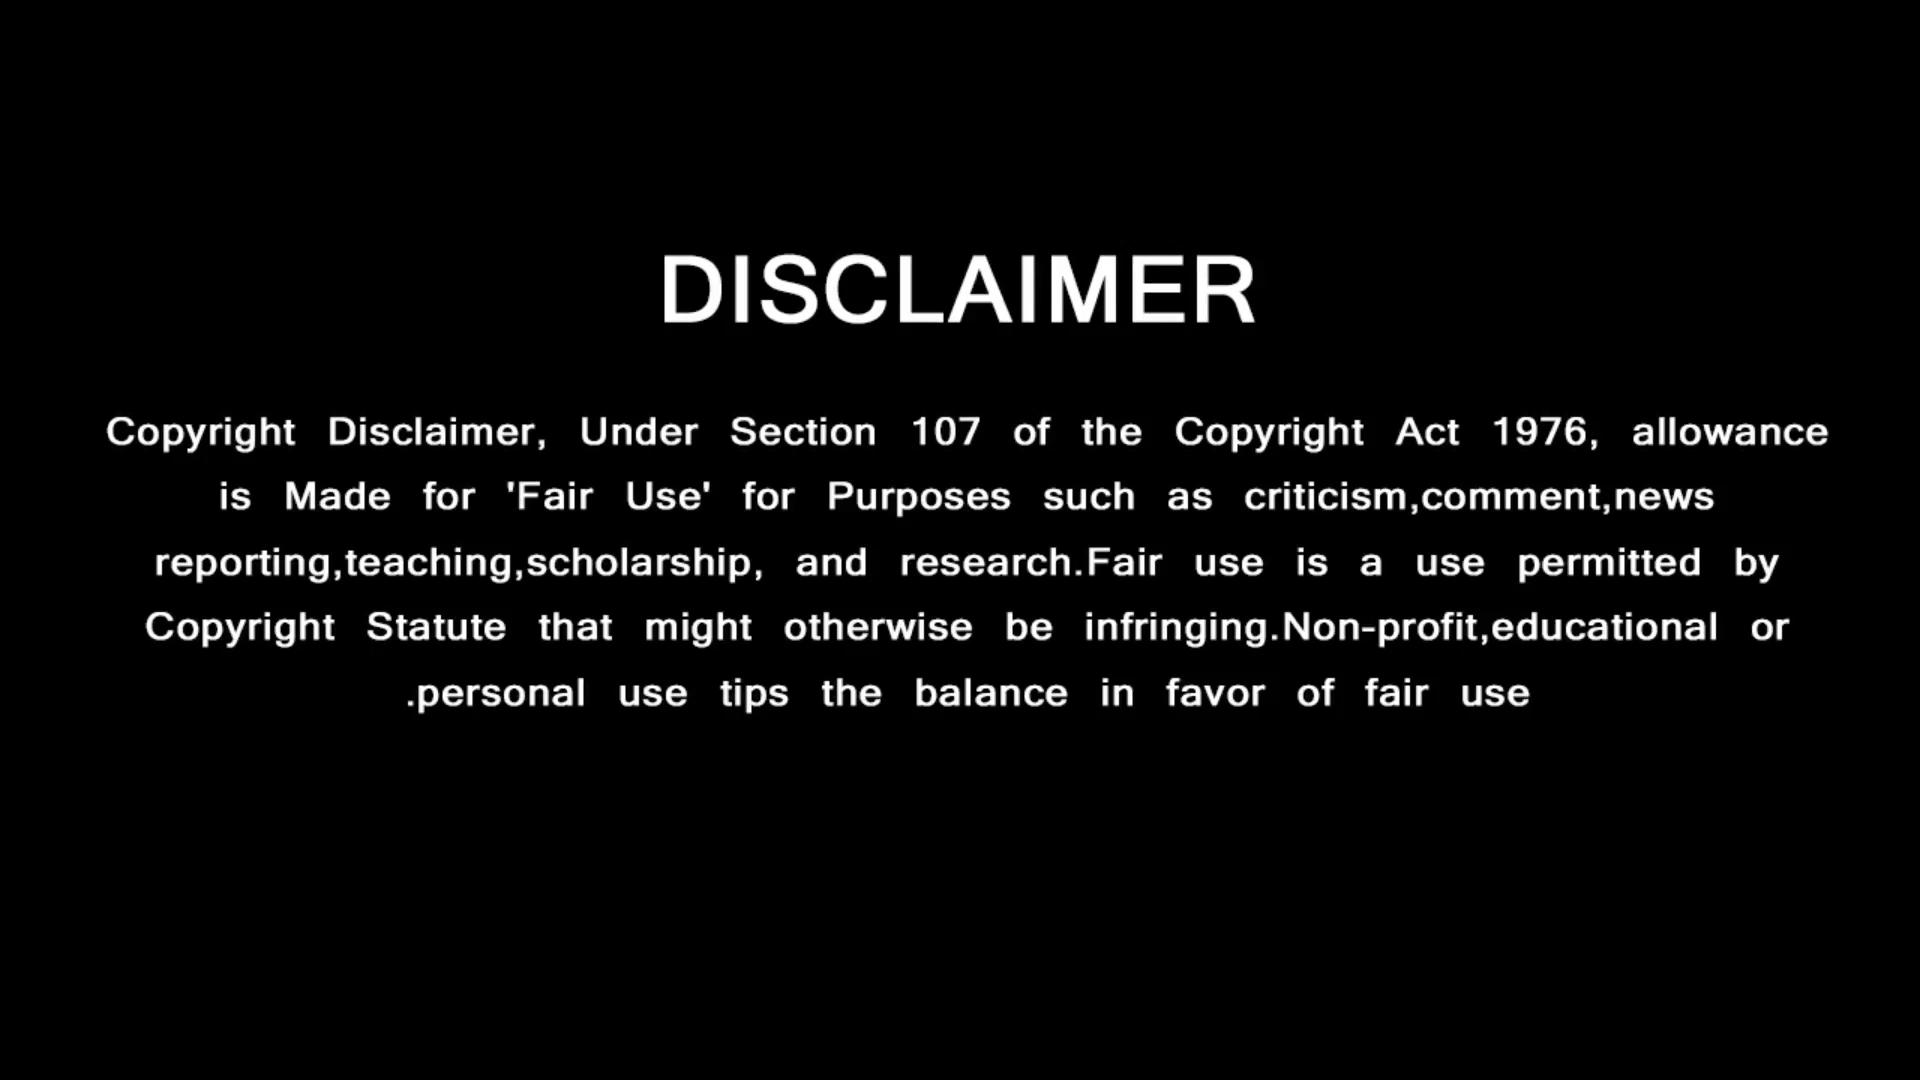 DISCLAIMER
Copyright Disclaimer, Under Section 107 of the Copyright Act 1976, allowance
is Made for 'Fair Use' for Purposes such as criticism,comment,news
reporting,teaching,scholarship, and research.Fair use is a use permitted by
Copyright Statute that might otherwise be infringing.Non-profit,educational or
.personal use tips the balance in favor of fair use